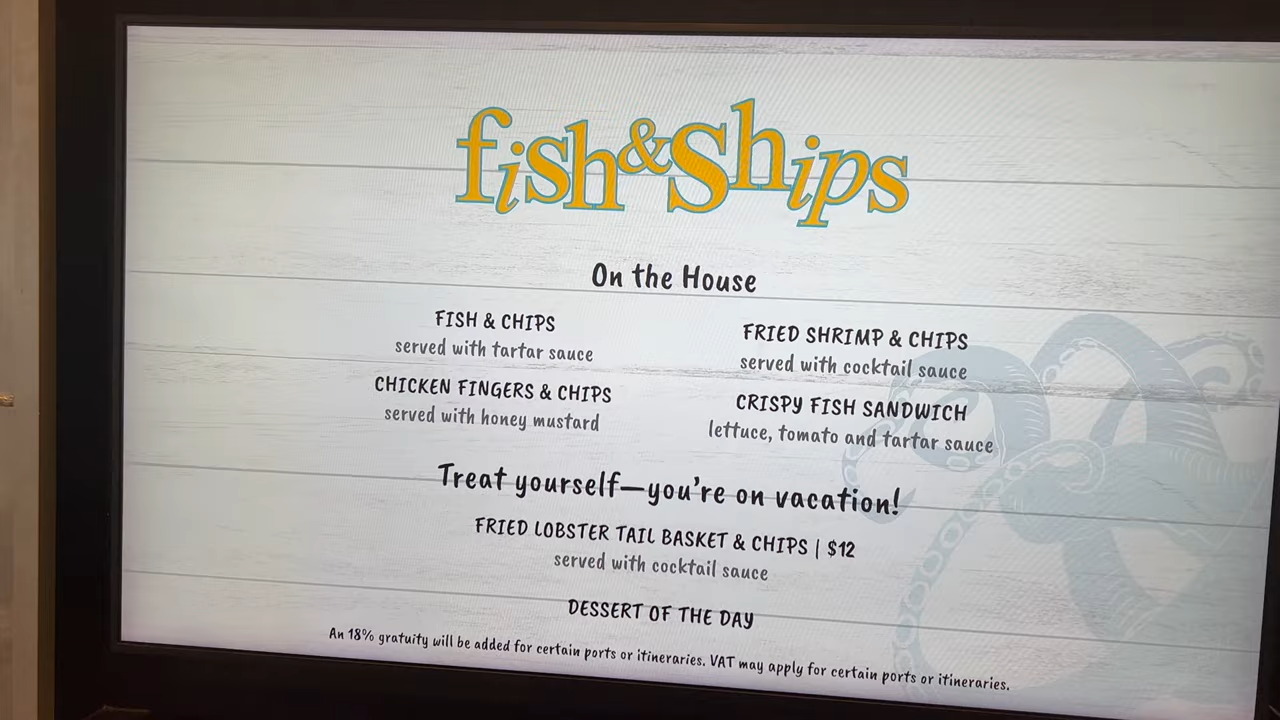 fish & Ships
On the House
FISH & CHIPS
served with tartar sauce
CHICKEN FINGERS & CHIPS
served with honey mustard
FRIED SHRIMP & CHIPS
served with cocktail sauce
CRISPY FISH SANDWICH
lettuce, tomato and tartar sauce
Treat yourself—you're on vacation!
FRIED LOBSTER TAIL BASKET & CHIPS | $12
served with cocktail sauce
DESSERT OF THE DAY
An 18% gratuity will be added for certain ports or itineraries. VAT may apply for certain ports or itineraries.